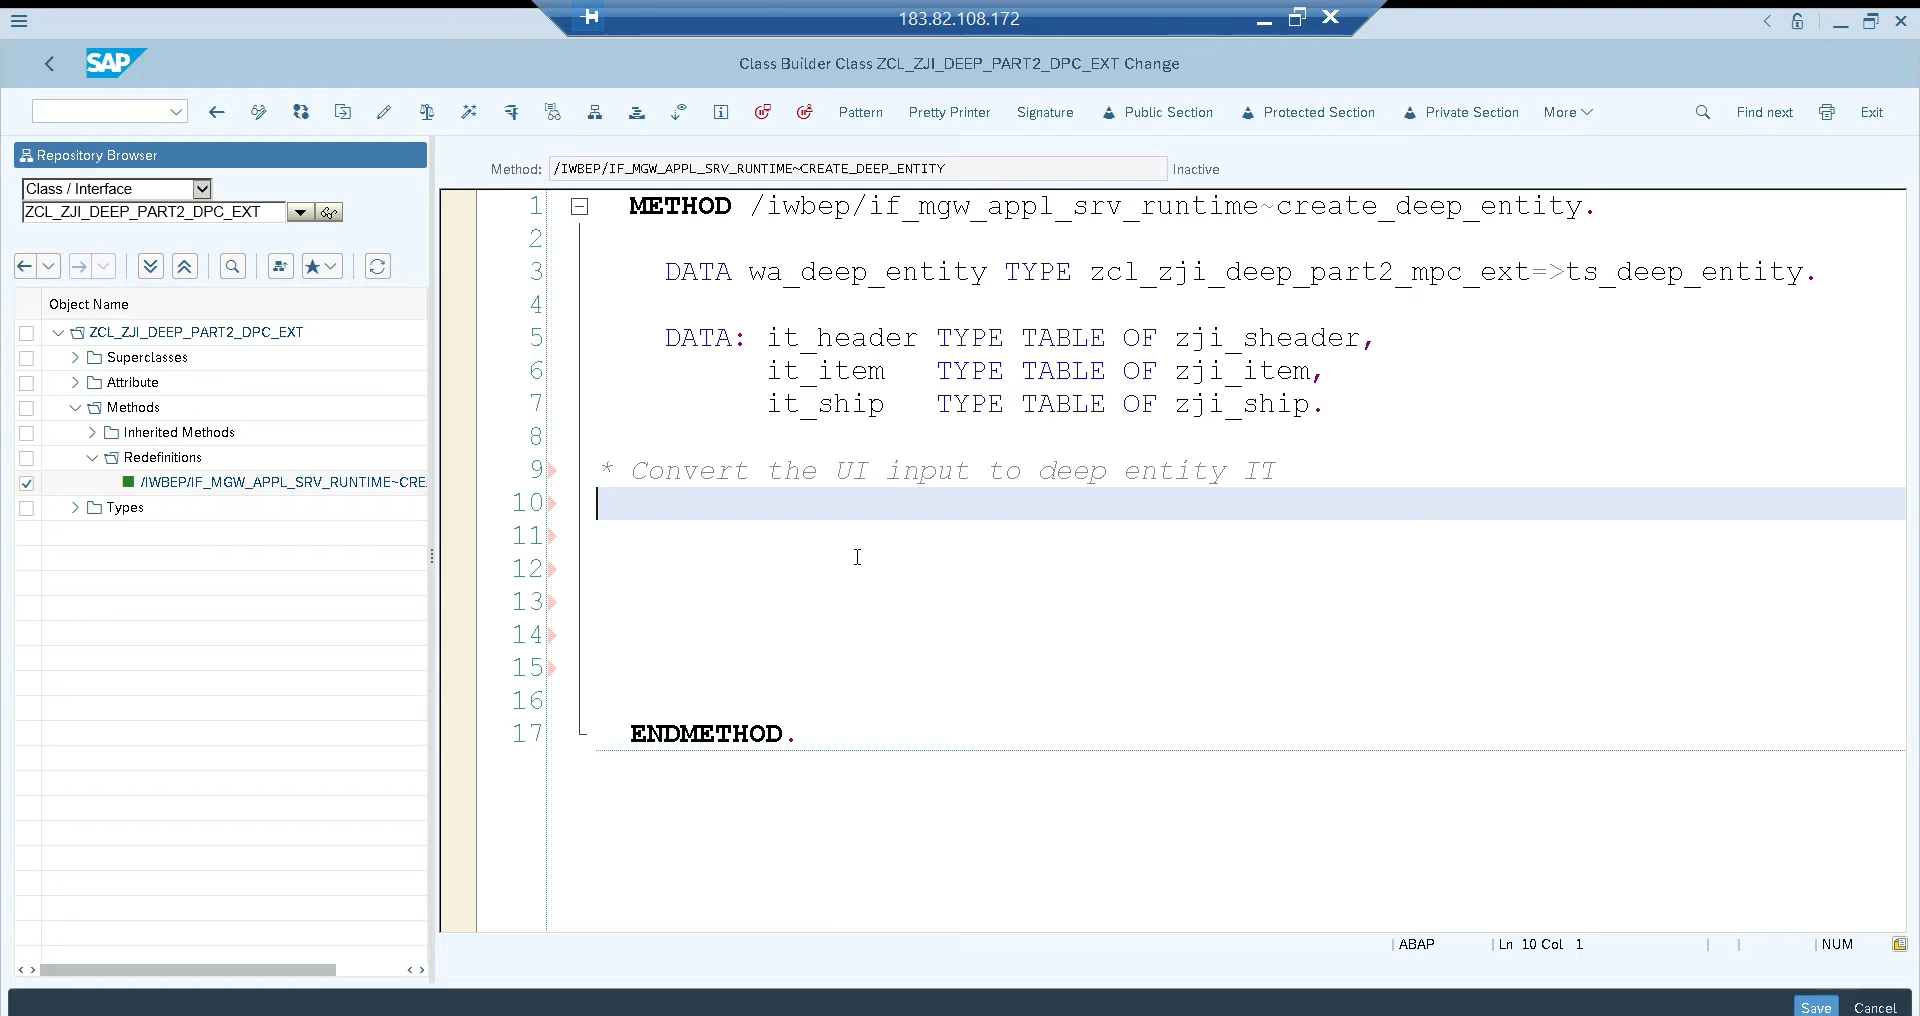 183.82.108.172
SAP
Class Builder Class ZCL_ZJI_DEEP_PART2_DPC_EXT Change
Pattern
Pretty Printer
Signature
Public Section
Protected Section
Private Section
More
Find next
Exit
Repository Browser
Class / Interface
ZCL_ZJI_DEEP_PART2_DPC_EXT
Object Name
ZCL_ZJI_DEEP_PART2_DPC_EXT
Superclasses
Attribute
Methods
Inherited Methods
Redefinitions
/IWBEP/IF_MGW_APPL_SRV_RUNTIME~CRE
Types
Method: /IWBEP/IF_MGW_APPL_SRV_RUNTIME~CREATE_DEEP_ENTITY Inactive
1 METHOD /iwbep/if_mgw_appl_srv_runtime~create_deep_entity.
2
3 DATA wa_deep_entity TYPE zcl_zji_deep_part2_mpc_ext=>ts_deep_entity.
4
5 DATA: it_header TYPE TABLE OF zji_sheader,
6 it_item TYPE TABLE OF zji_item,
7 it_ship TYPE TABLE OF zji_ship.
8
9 * Convert the UI input to deep entity IT
10
11
12
13
14
15
16
17 ENDMETHOD.
ABAP
Ln 10 Col 1
NUM
Save
Cancel